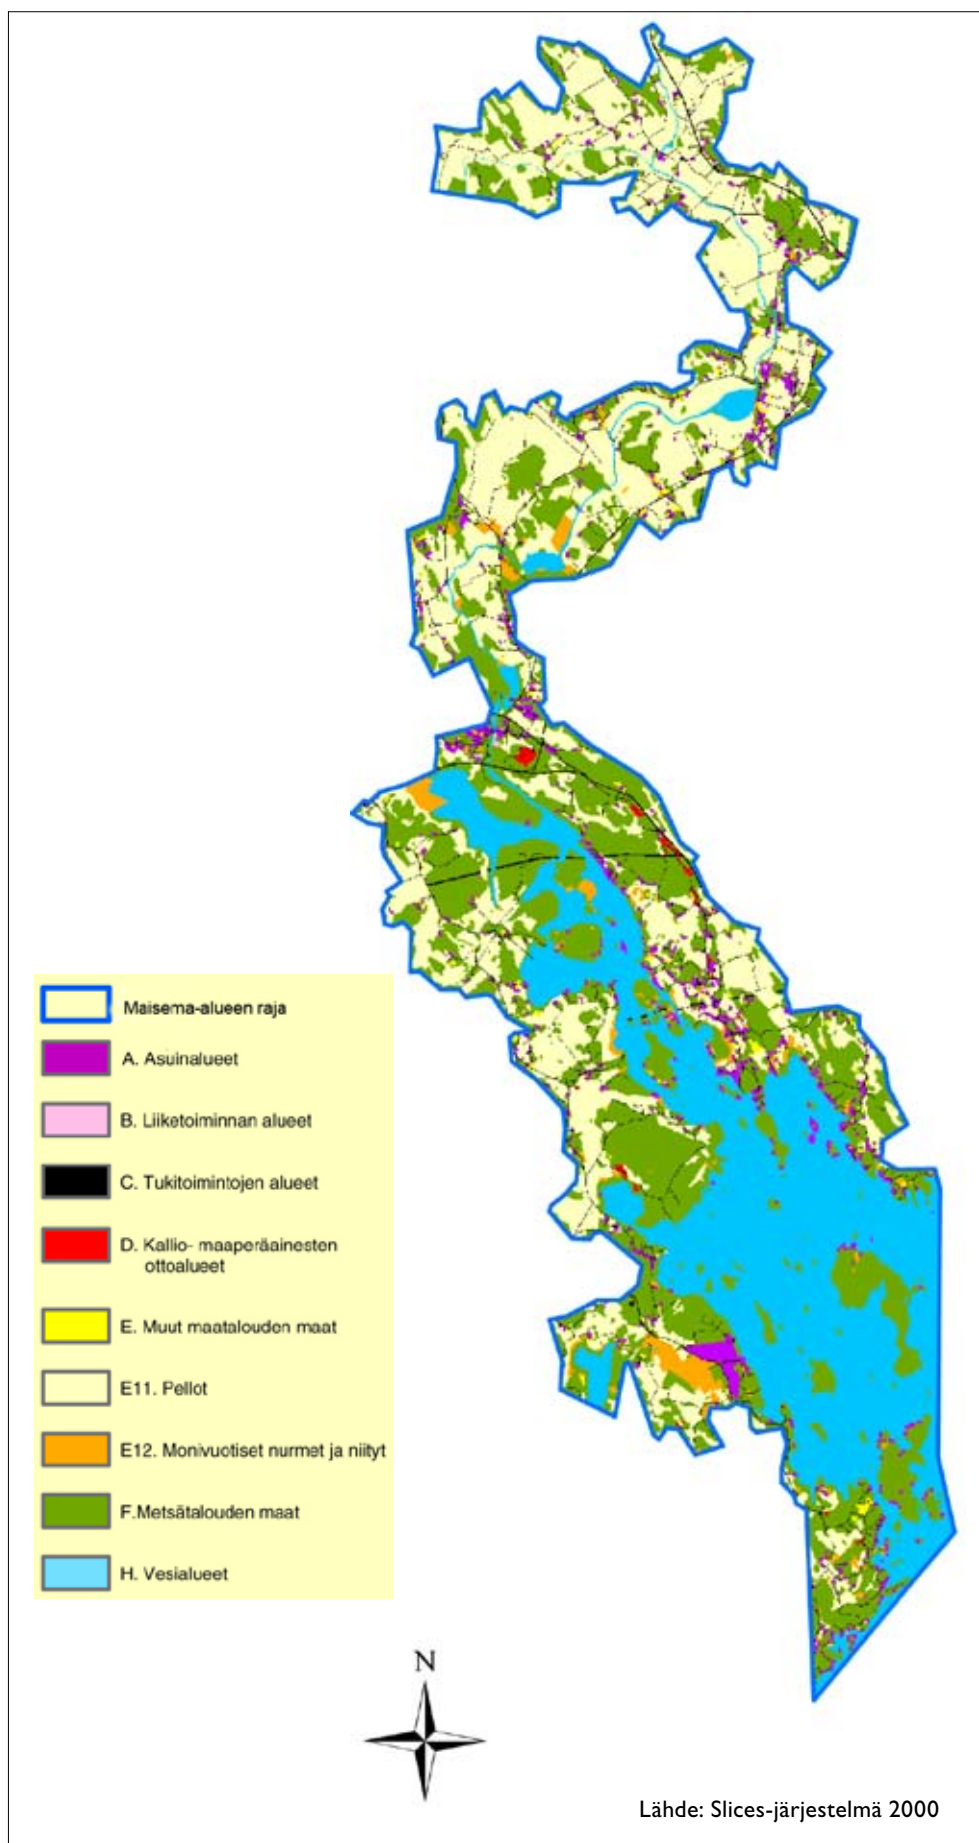 Maisema-alueen raja
A. Asuinalueet
B. Liiketoiminnan alueet
C. Tukitoimintojen alueet
D. Kallio- maaperäainesten
ottoalueet
E. Muut maatalouden maat
E11. Pellot
E12. Monivuotiset nurmet ja niityt
F.Metsätalouden maat
H. Vesialueet
N
Lähde: Slices-järjestelmä 2000